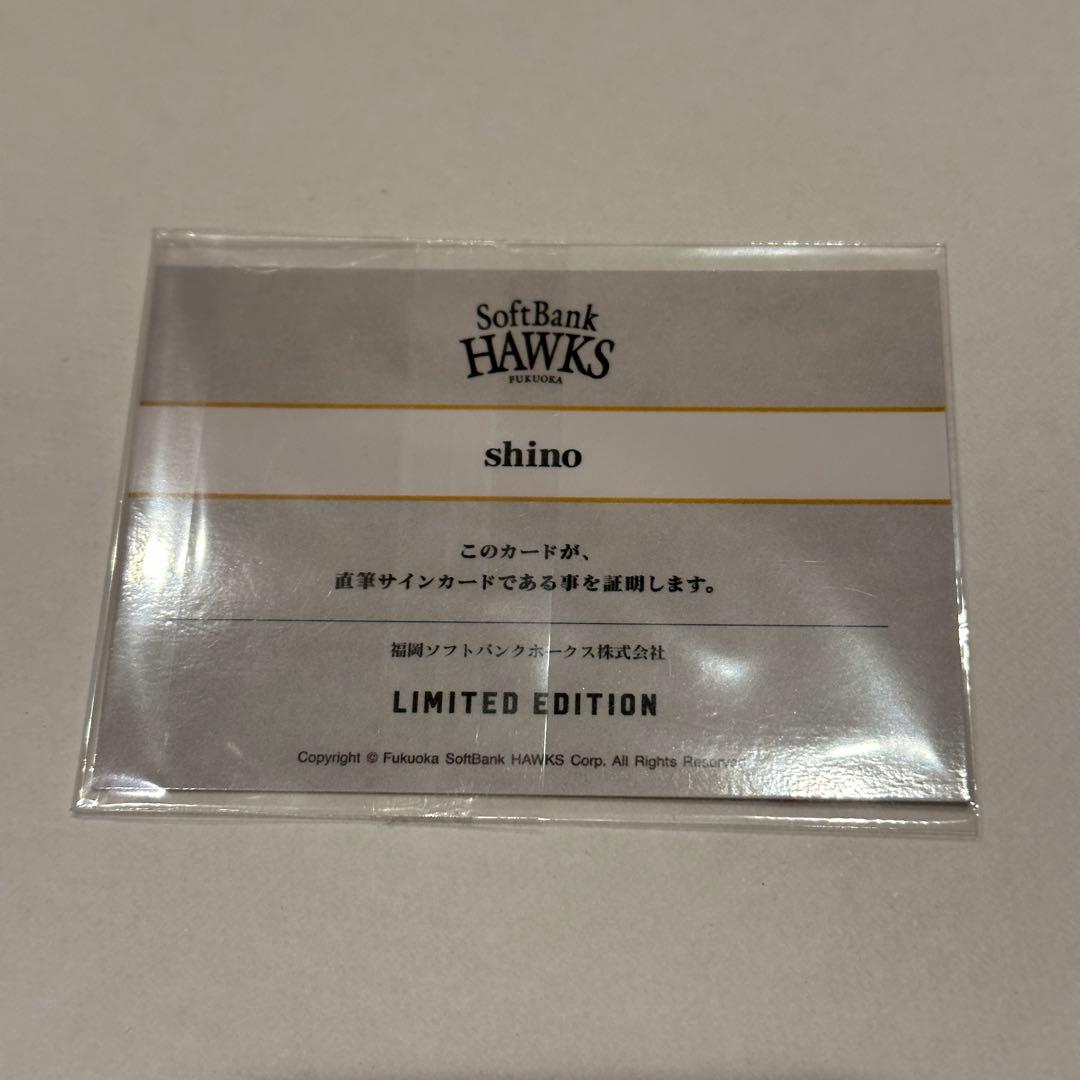 SoftBank
HAWKS
FUKUOKA
shino
このカードが、
直筆サインカードである事を証明します。
福岡ソフトバンクホークス株式会社
LIMITED EDITION
Copyright © Fukuoka SoftBank HAWKS Corp. All Rights Reserved